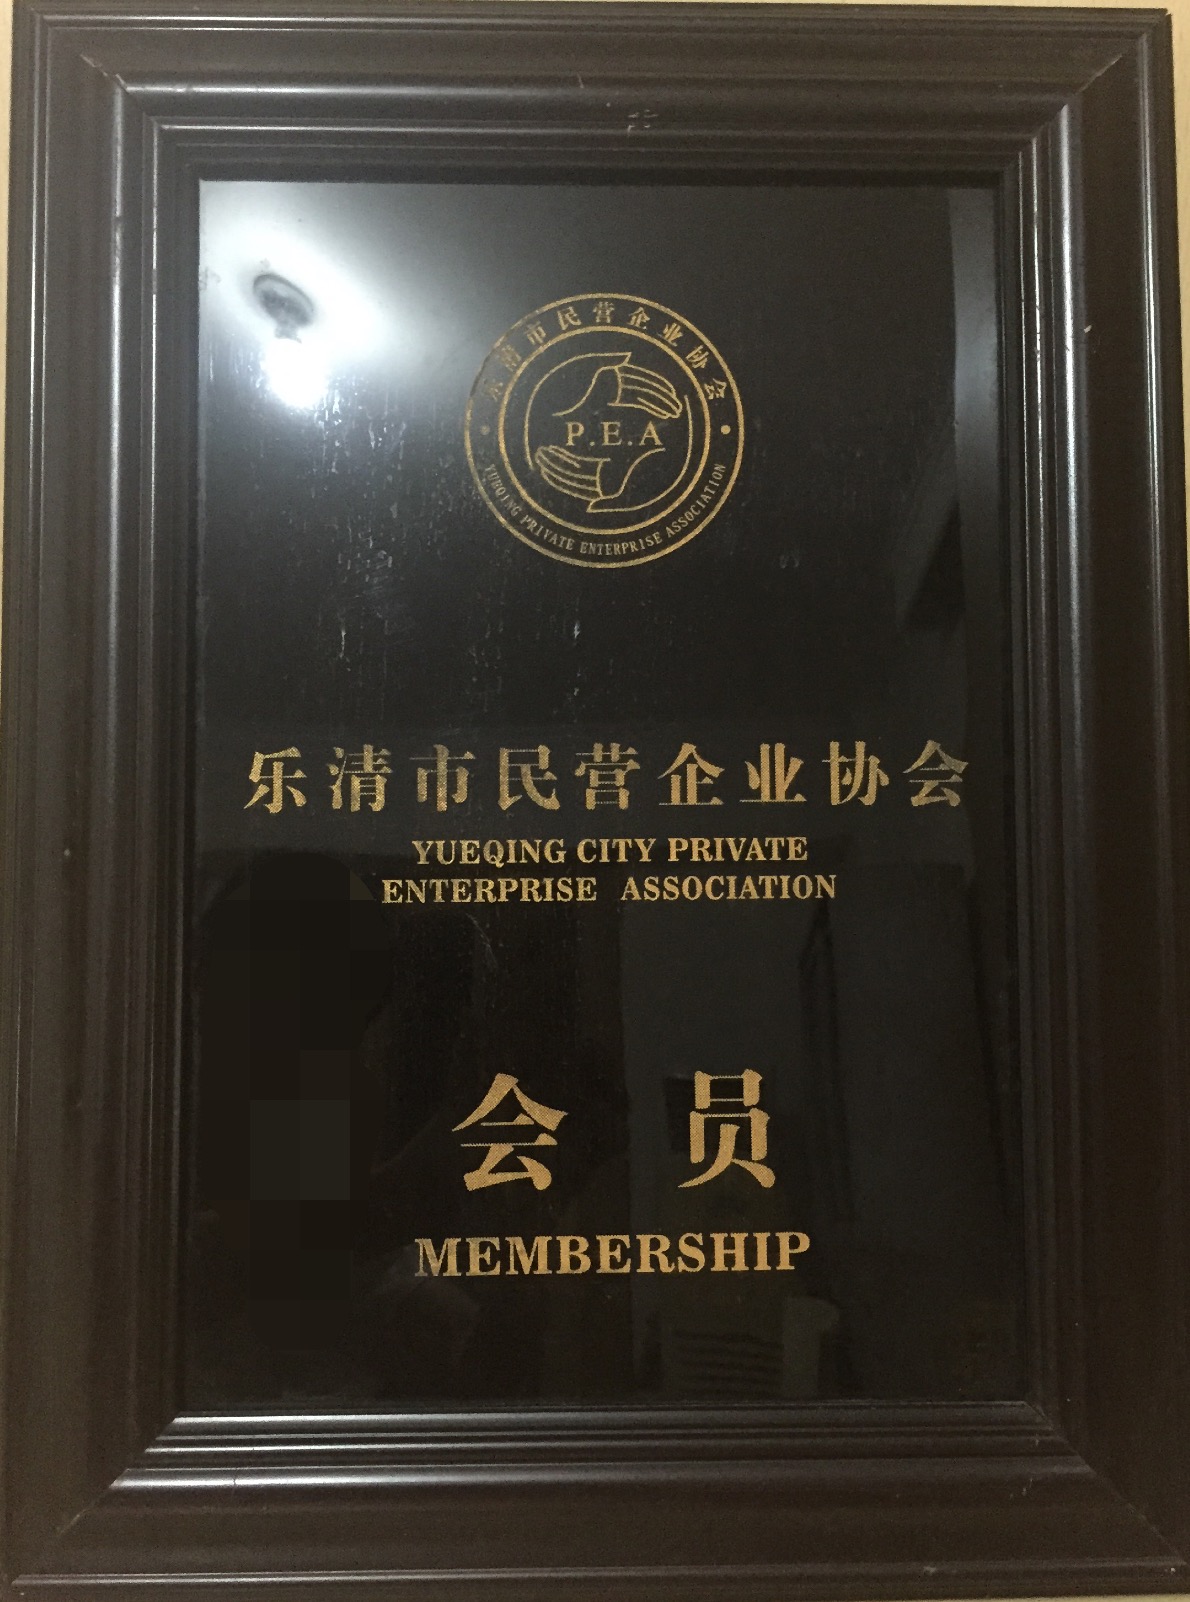 乐清市民营企业协会
P.E.A
YUEQING PRIVATE ENTERPRISE ASSOCIATION
乐清市民营企业协会
YUEQING CITY PRIVATE
ENTERPRISE ASSOCIATION
会员
MEMBERSHIP